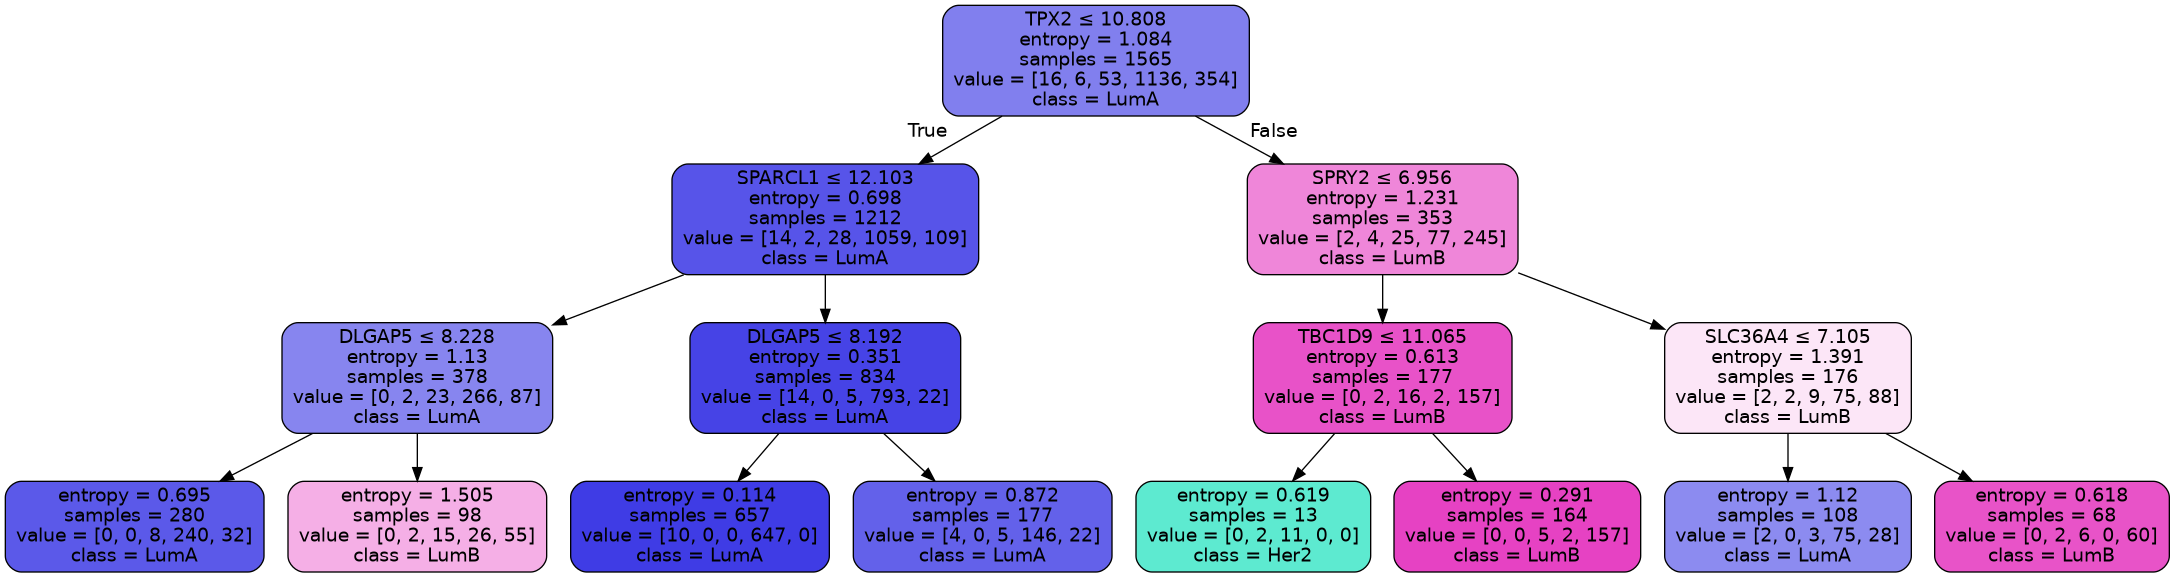 TPX2 ≤ 10.808
entropy = 1.084
samples = 1565
value = [16, 6, 53, 1136, 354]
class = LumA
True
False
SPARCL1 ≤ 12.103
entropy = 0.698
samples = 1212
value = [14, 2, 28, 1059, 109]
class = LumA
SPRY2 ≤ 6.956
entropy = 1.231
samples = 353
value = [2, 4, 25, 77, 245]
class = LumB
DLGAP5 ≤ 8.228
entropy = 1.13
samples = 378
value = [0, 2, 23, 266, 87]
class = LumA
DLGAP5 ≤ 8.192
entropy = 0.351
samples = 834
value = [14, 0, 5, 793, 22]
class = LumA
TBC1D9 ≤ 11.065
entropy = 0.613
samples = 177
value = [0, 2, 16, 2, 157]
class = LumB
SLC36A4 ≤ 7.105
entropy = 1.391
samples = 176
value = [2, 2, 9, 75, 88]
class = LumB
entropy = 0.695
samples = 280
value = [0, 0, 8, 240, 32]
class = LumA
entropy = 1.505
samples = 98
value = [0, 2, 15, 26, 55]
class = LumB
entropy = 0.114
samples = 657
value = [10, 0, 0, 647, 0]
class = LumA
entropy = 0.872
samples = 177
value = [4, 0, 5, 146, 22]
class = LumA
entropy = 0.619
samples = 13
value = [0, 2, 11, 0, 0]
class = Her2
entropy = 0.291
samples = 164
value = [0, 0, 5, 2, 157]
class = LumB
entropy = 1.12
samples = 108
value = [2, 0, 3, 75, 28]
class = LumA
entropy = 0.618
samples = 68
value = [0, 2, 6, 0, 60]
class = LumB